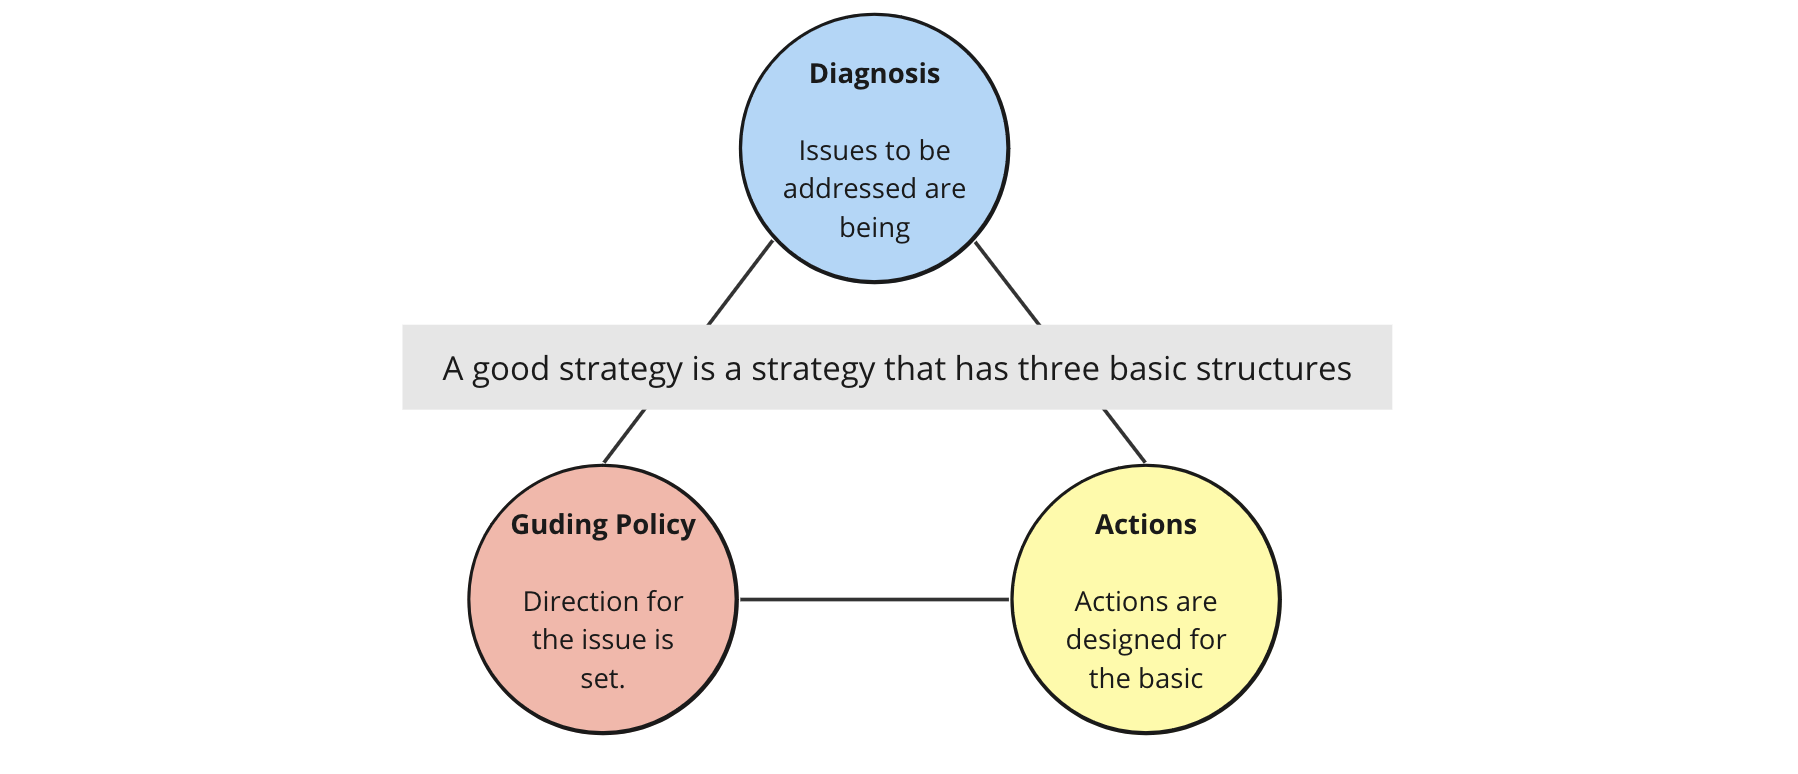 Diagnosis
Issues to be
addressed are
being
A good strategy is a strategy that has three basic structures
Guding Policy
Direction for
the issue is
set.
Actions
Actions are
designed for
the basic